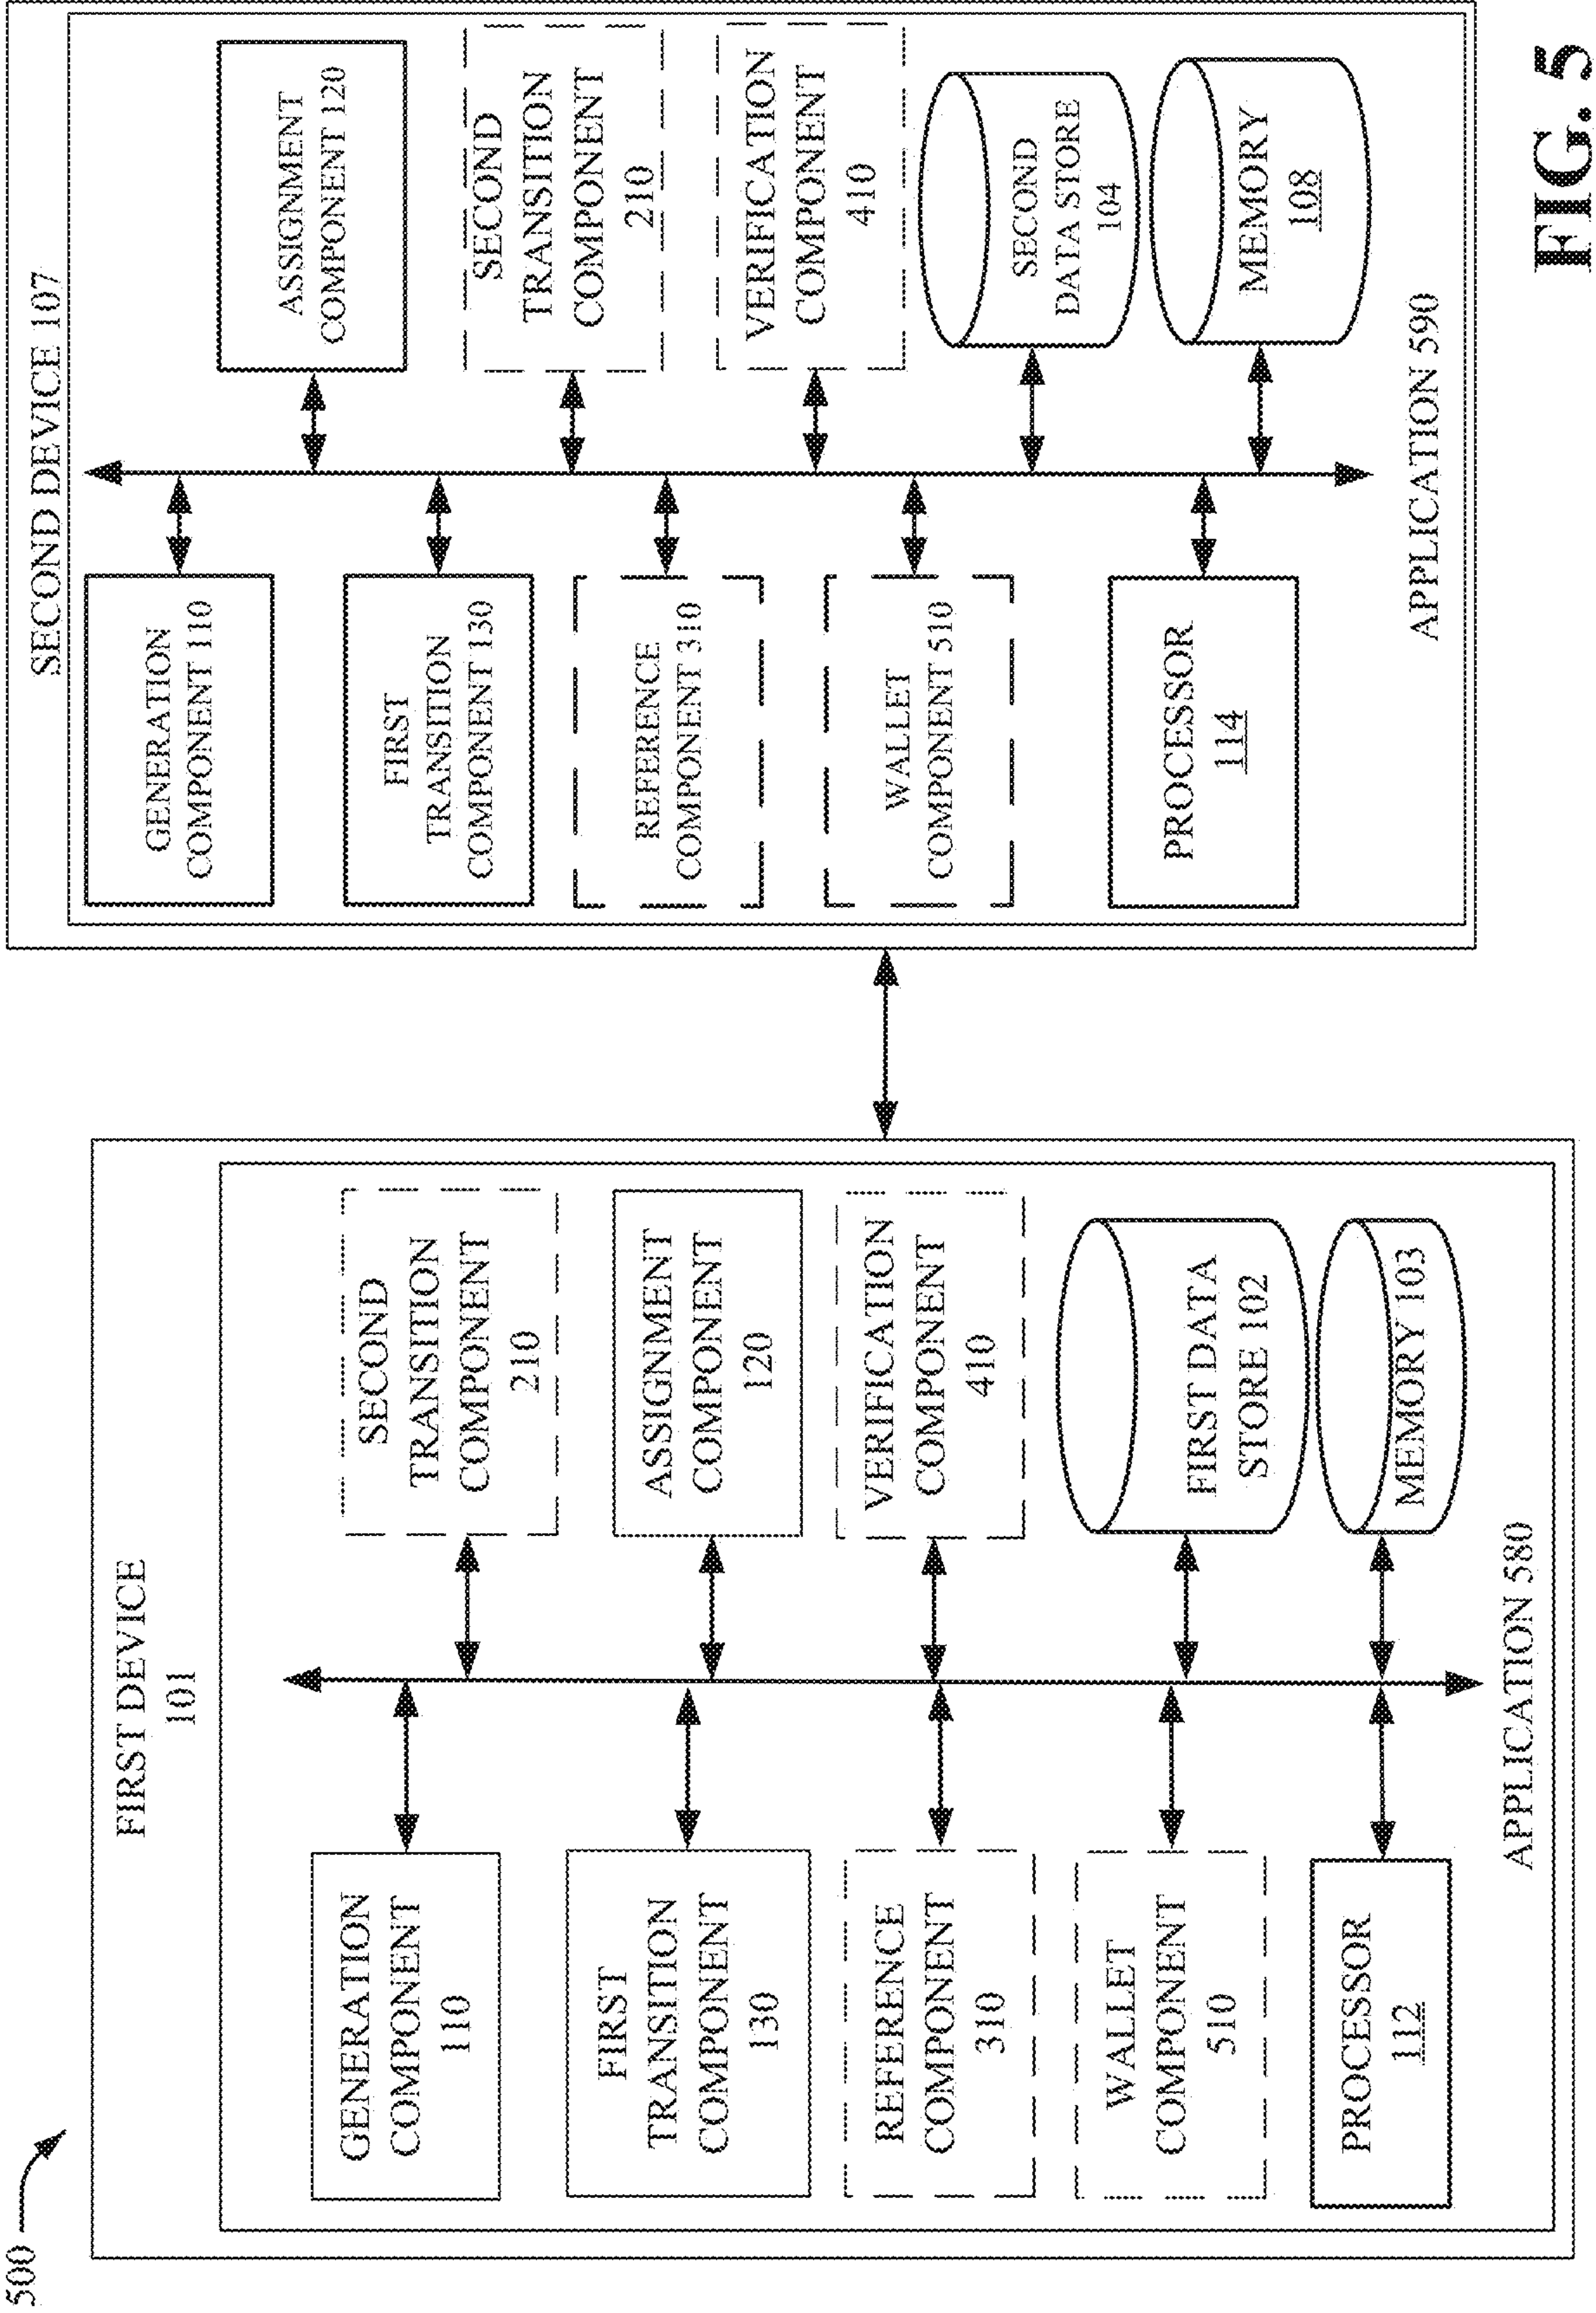 500
FIRST DEVICE
101
GENERATION
COMPONENT
110
SECOND
TRANSITION
COMPONENT
210
FIRST
TRANSITION
COMPONENT
130
ASSIGNMENT
COMPONENT
120
REFERENCE
COMPONENT
310
VERIFICATION
COMPONENT
410
WALLET
COMPONENT
510
FIRST DATA
STORE 102
PROCESSOR
112
MEMORY 103
APPLICATION 580
SECOND DEVICE 107
GENERATION
COMPONENT 110
ASSIGNMENT
COMPONENT 120
FIRST
TRANSITION
COMPONENT 130
SECOND
TRANSITION
COMPONENT
210
REFERENCE
COMPONENT 310
VERIFICATION
COMPONENT
410
WALLET
COMPONENT 510
SECOND
DATA STORE
104
PROCESSOR
114
MEMORY
108
APPLICATION 590
FIG. 5